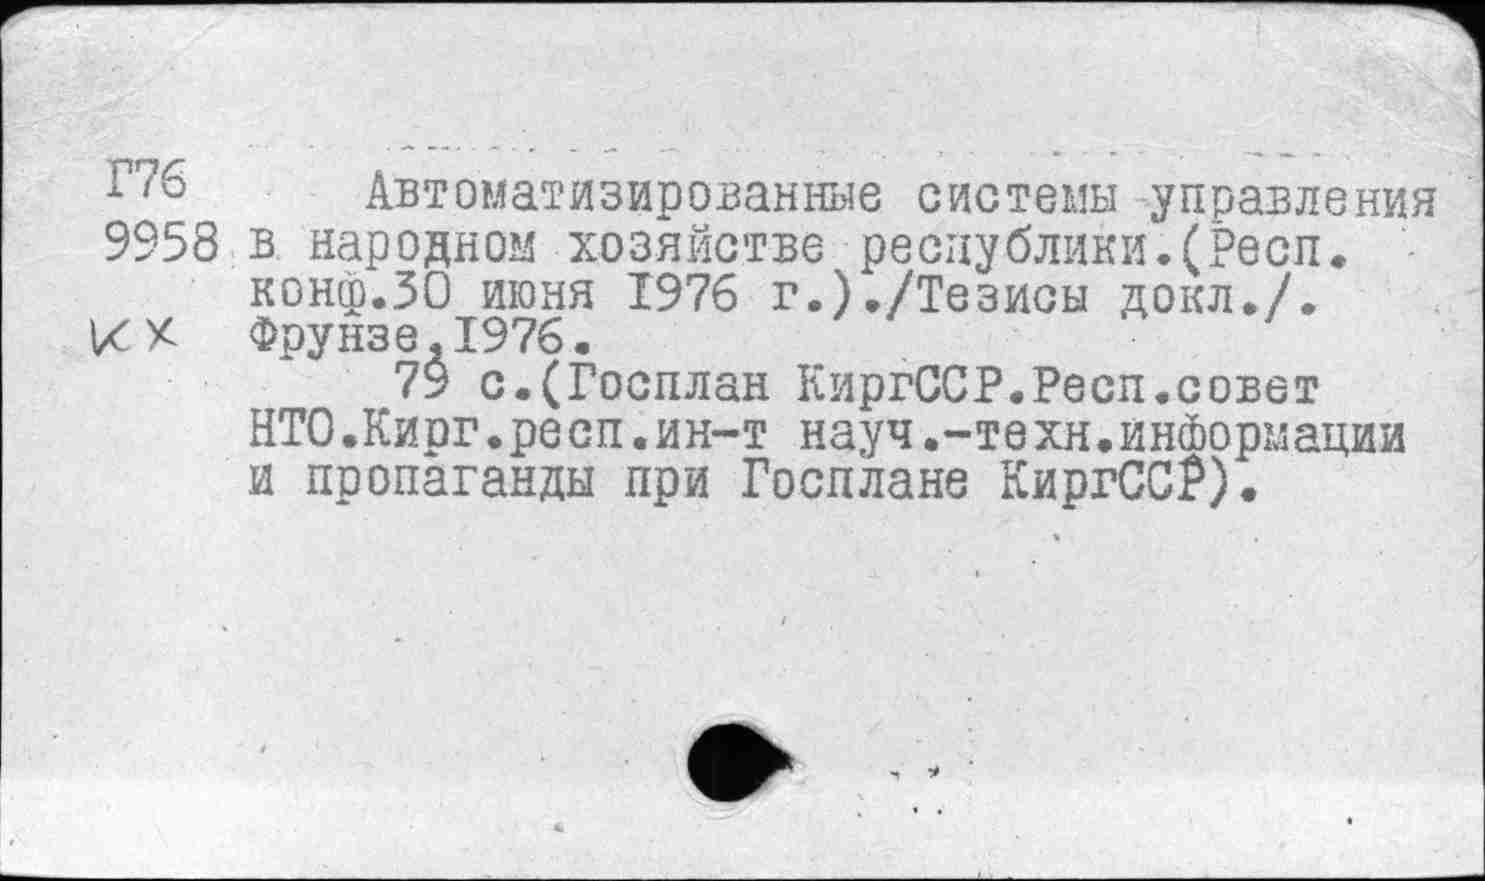 Г76 Автоматизированные системы управления
9958 в народном хозяйстве республики.(Респ.
конф.30 июня 1976 г.)./Тезисы докл./.
КХ Фрунзе,1976.
79 с.(Госплан КиргССР.Респ.совет
НТО.Кирг.респ.ин-т науч.-техн.информации
и пропаганды при Госплане КиргССР).